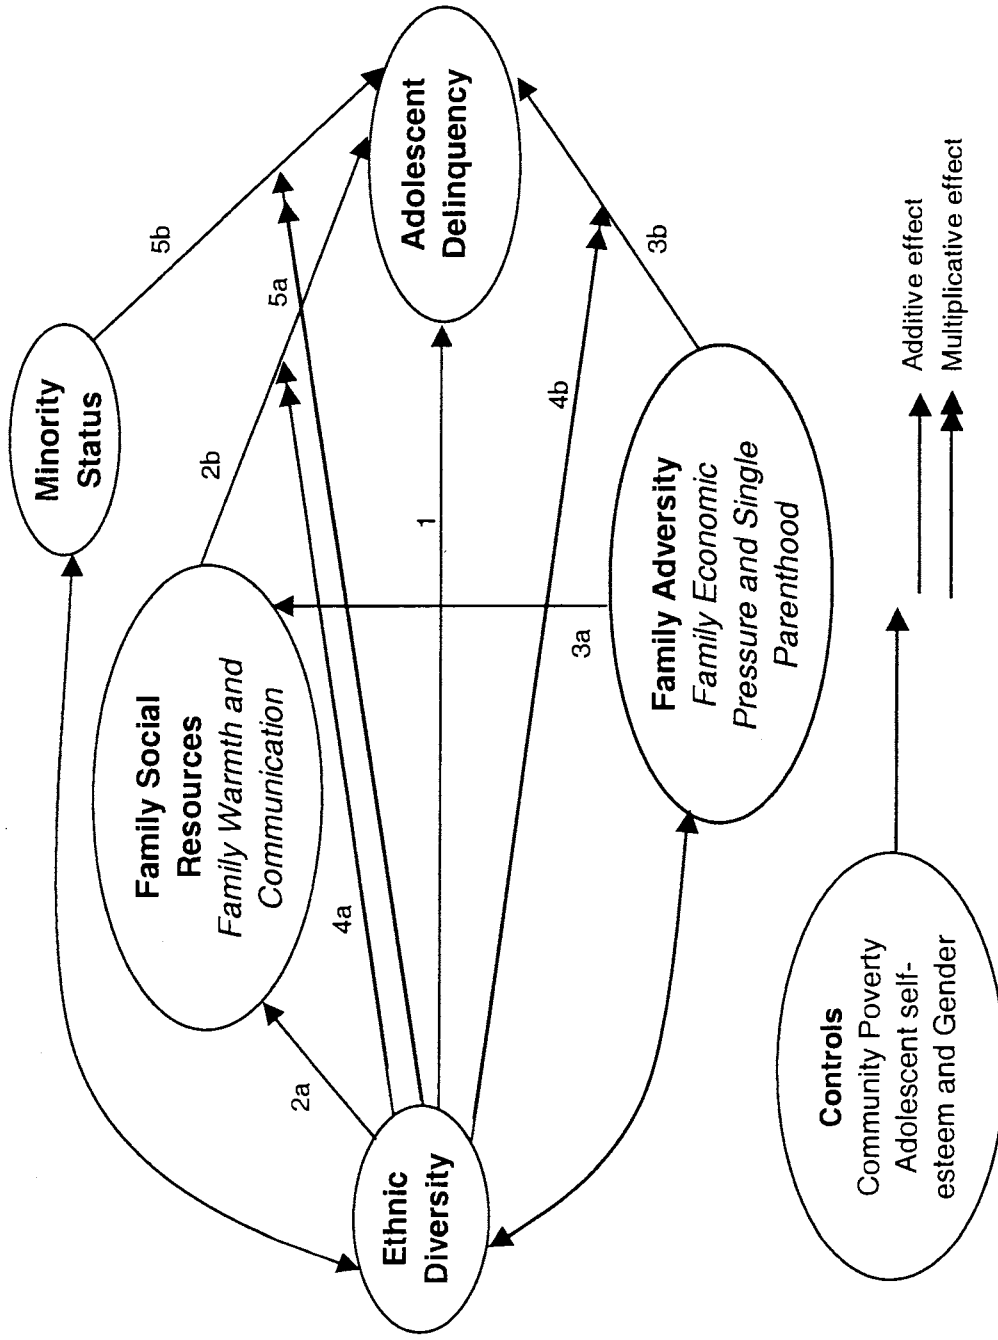 Minority
Status
5b
Family Social
Resources
Family Warmth and
Communication
2b
5a
2a
4a
Ethnic
Diversity
1
Adolescent
Delinquency
4b
3a
3b
Family Adversity
Family Economic
Pressure and Single
Parenthood
Controls
Community Poverty
Adolescent self-
esteem and Gender
Additive effect
Multiplicative effect